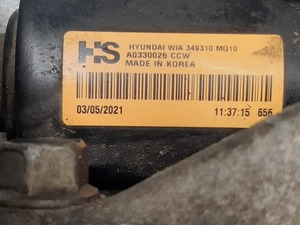 HS HYUNDAI WIA 349310 MQ10
A0330026 CCW
MADE IN KOREA
03/05/2021 11:37:15 656